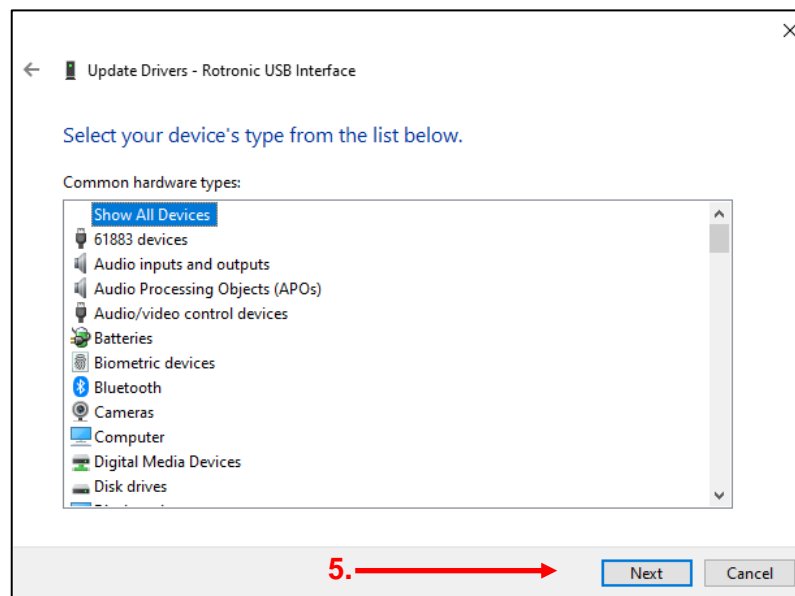 Update Drivers - Rotronic USB Interface
Select your device's type from the list below.
Common hardware types:
Show All Devices
61883 devices
Audio inputs and outputs
Audio Processing Objects (APOs)
Audio/video control devices
Batteries
Biometric devices
Bluetooth
Cameras
Computer
Digital Media Devices
Disk drives
5.
Next Cancel